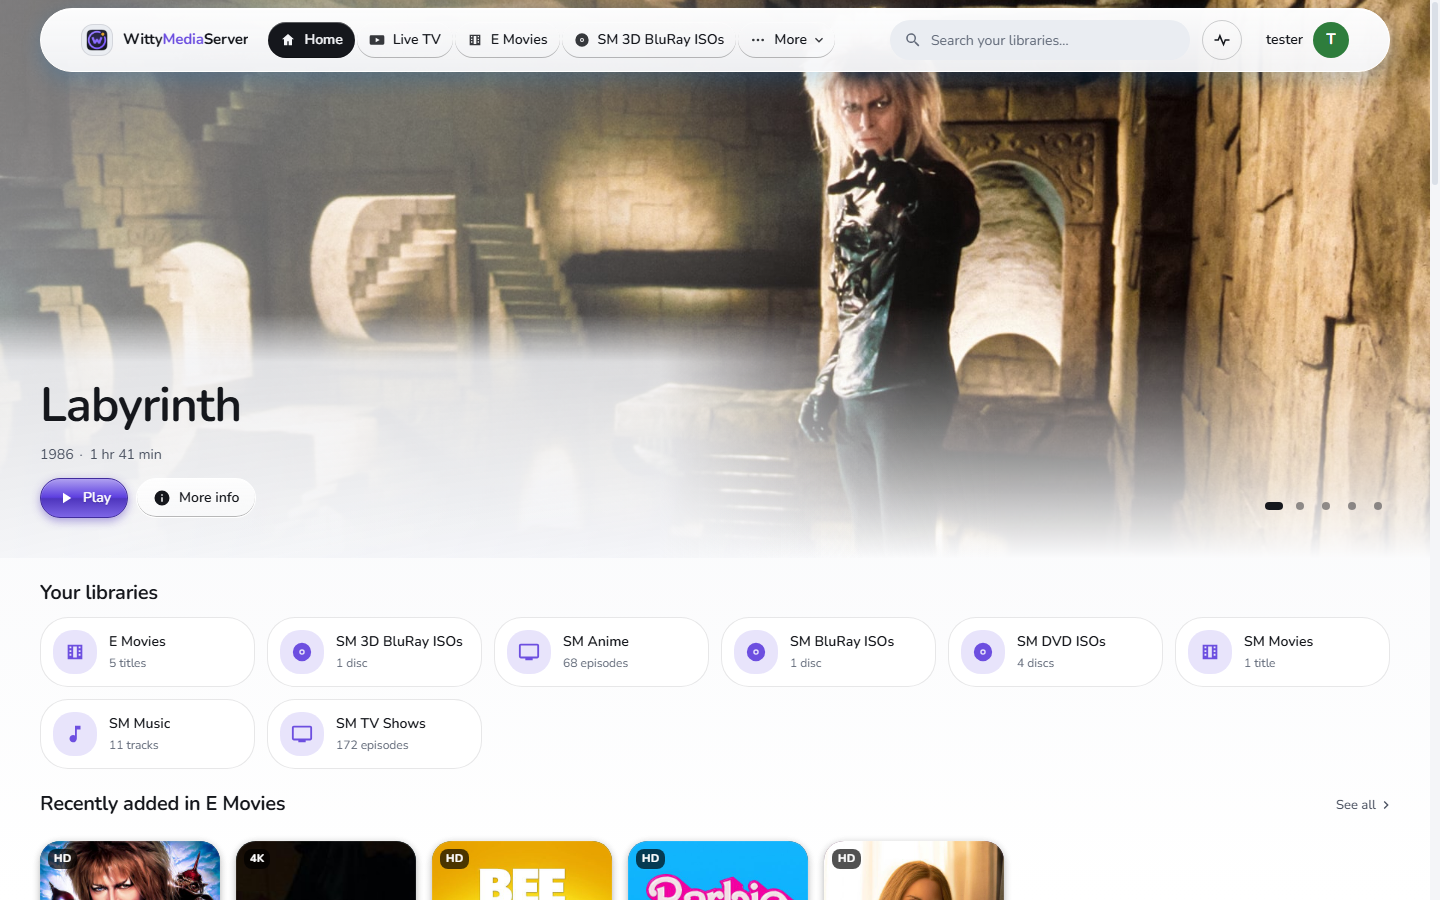 WittyMediaServer
Home
Live TV
E Movies
SM 3D BluRay ISOs
More
Search your libraries...
tester
T
Labyrinth
1986 · 1 hr 41 min
Play
More info
Your libraries
E Movies
5 titles
SM 3D BluRay ISOs
1 disc
SM Anime
68 episodes
SM BluRay ISOs
1 disc
SM DVD ISOs
4 discs
SM Movies
1 title
SM Music
11 tracks
SM TV Shows
172 episodes
Recently added in E Movies
See all
HD
4K
HD
BEE
HD
Barbie
HD